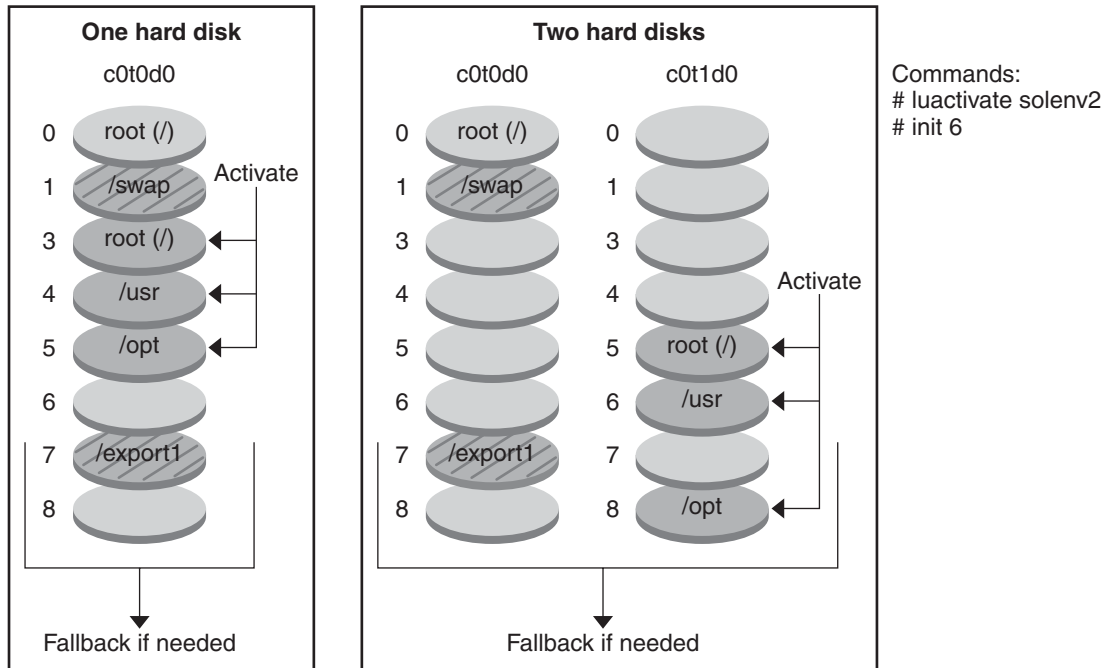 One hard disk
c0t0d0
0 root (/)
1 /swap
Activate
3 root (/)
4 /usr
5 /opt
6
7 /export1
8
Fallback if needed
Two hard disks
c0t0d0
0 root (/)
1 /swap
3
4
5
6
7 /export1
8
c0t1d0
0
1
3
4
Activate
5 root (/)
6 /usr
7
8 /opt
Fallback if needed
Commands:
# luactivate solenv2
# init 6